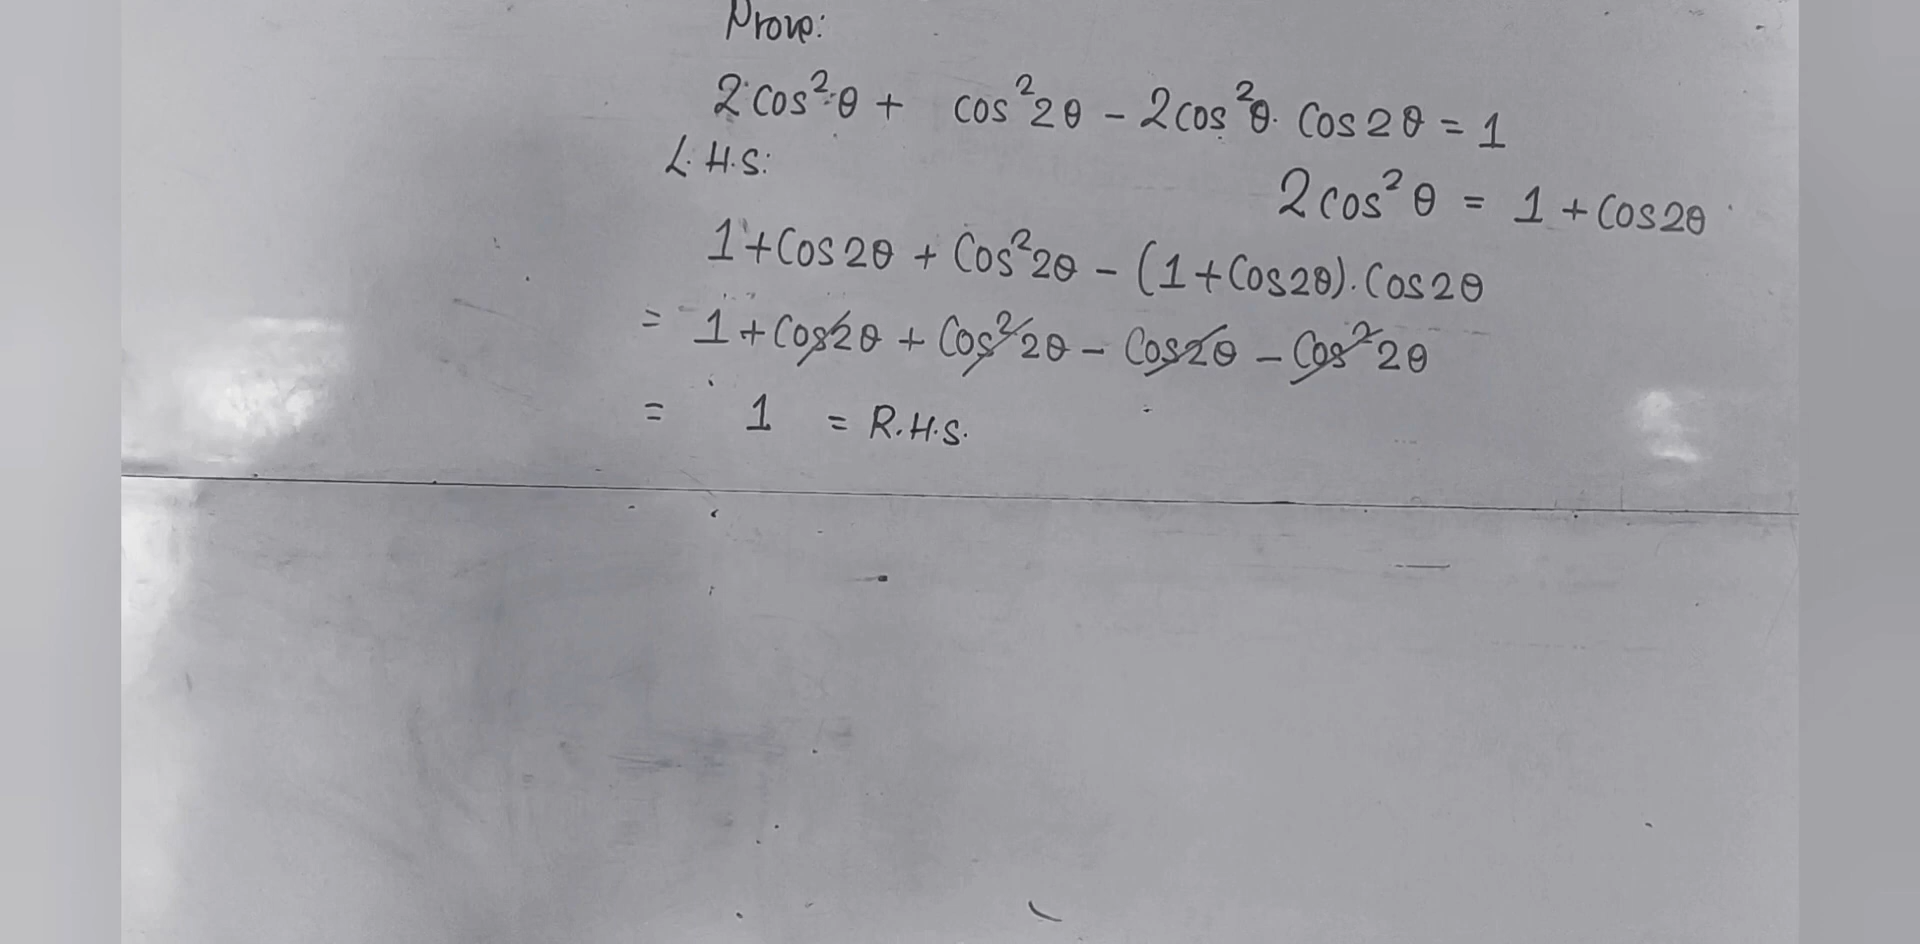 Prove:
2cos²θ + cos²2θ - 2cos²θ. Cos2θ = 1
L.H.S:
2cos²θ = 1 + Cos2θ
1+Cos2θ + Cos²2θ - (1+Cos2θ).Cos2θ
= 1+Cos2θ + Cos²2θ - Cos2θ - Cos²2θ
= 1 = R.H.S.